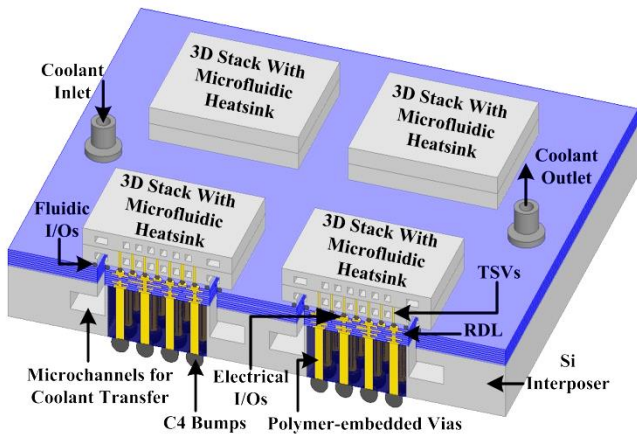 Coolant
Inlet
3D Stack With
Microfluidic
Heatsink
3D Stack With
Microfluidic
Heatsink
Coolant
Outlet
Fluidic
I/Os
3D Stack With
Microfluidic
Heatsink
3D Stack With
Microfluidic
Heatsink
TSVs
RDL
Microchannels for
Coolant Transfer
C4 Bumps
Electrical
I/Os
Polymer-embedded Vias
Si
Interposer